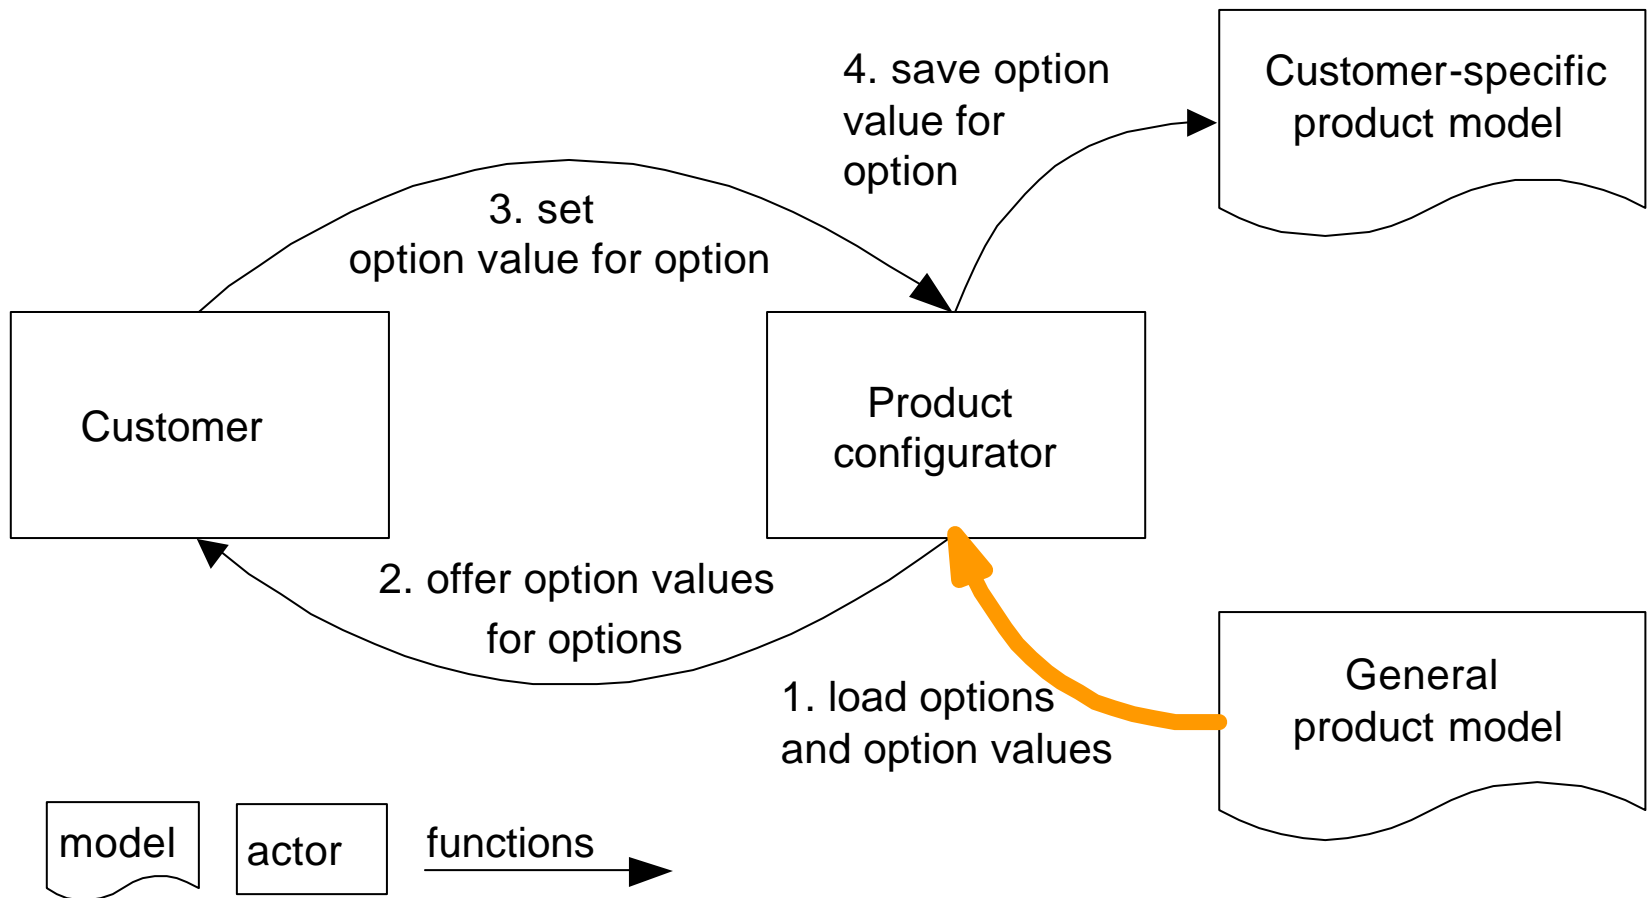 4. save option
value for
option
Customer-specific
product model
3. set
option value for option
Customer
Product
configurator
2. offer option values
for options
1. load options
and option values
General
product model
model
actor
functions